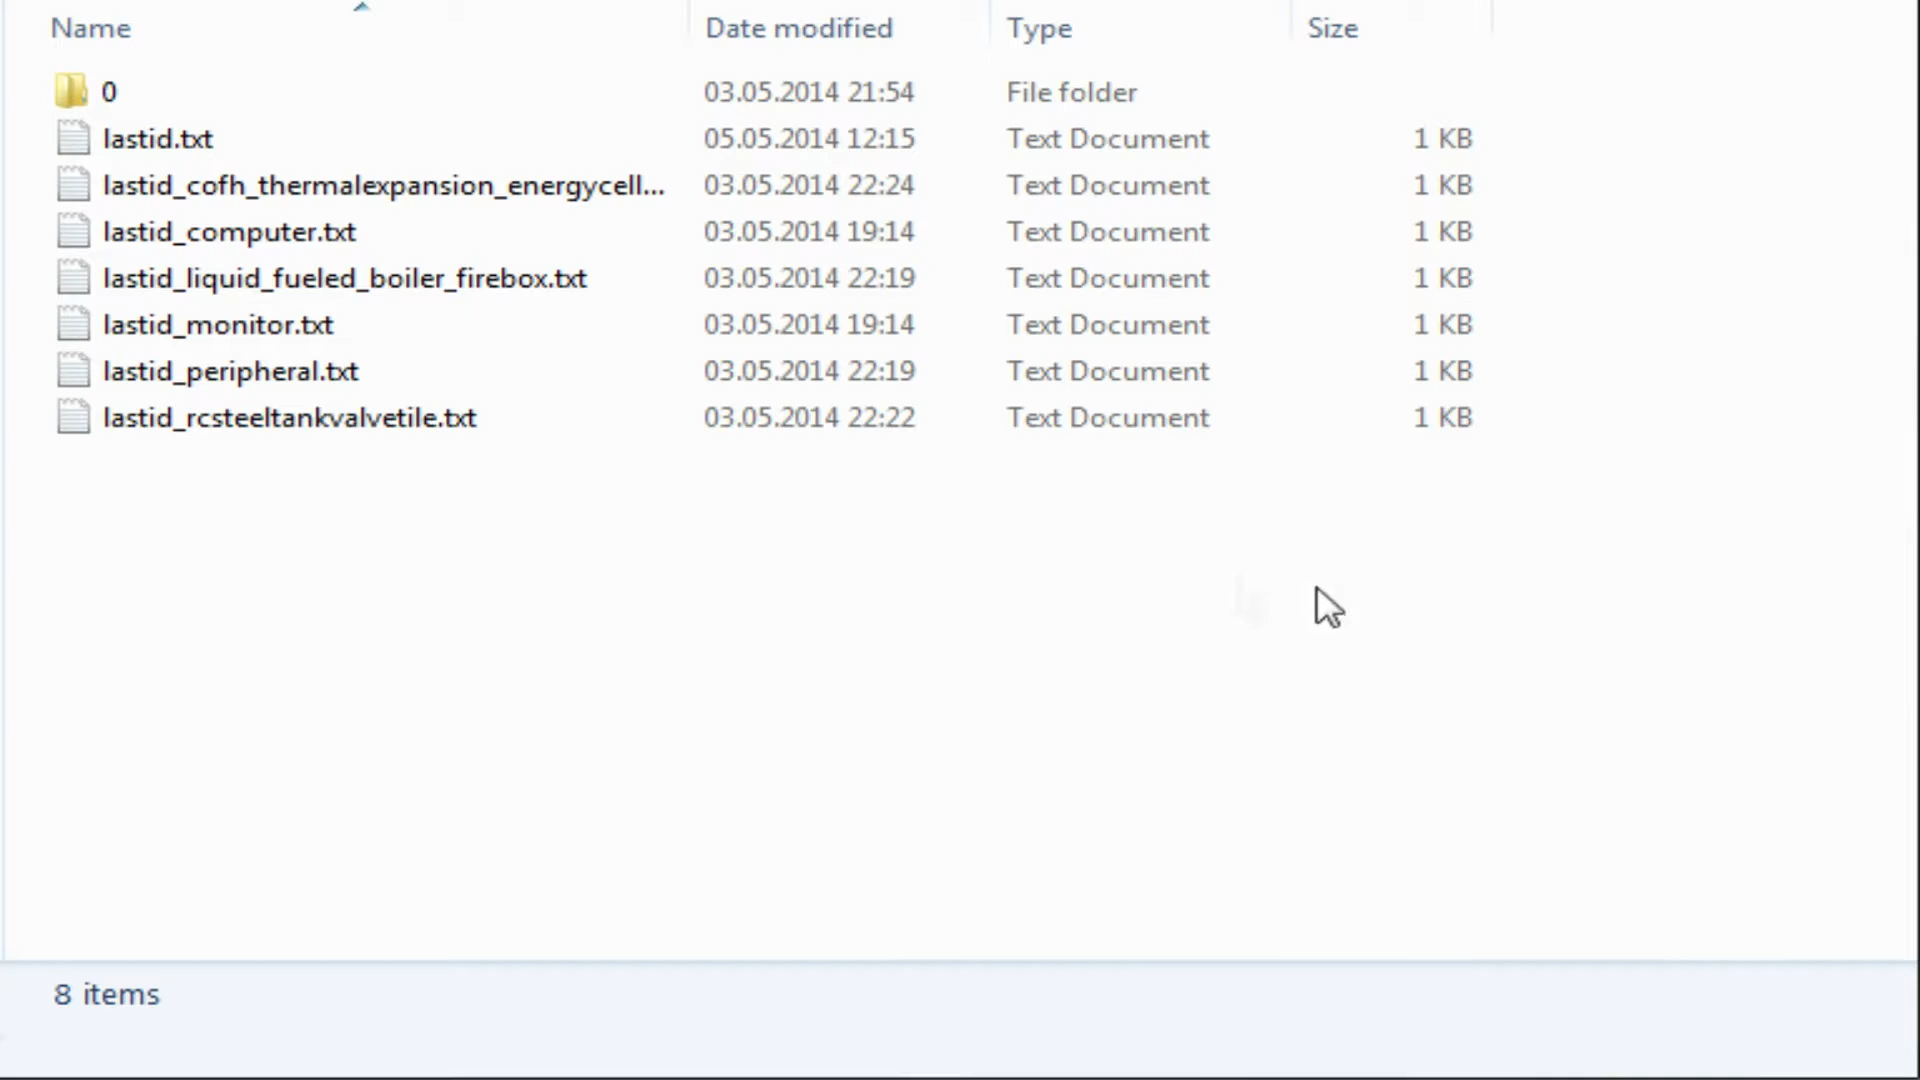 Name Date modified Type Size
0 03.05.2014 21:54 File folder
lastid.txt 05.05.2014 12:15 Text Document 1 KB
lastid_cofh_thermalexpansion_energycell... 03.05.2014 22:24 Text Document 1 KB
lastid_computer.txt 03.05.2014 19:14 Text Document 1 KB
lastid_liquid_fueled_boiler_firebox.txt 03.05.2014 22:19 Text Document 1 KB
lastid_monitor.txt 03.05.2014 19:14 Text Document 1 KB
lastid_peripheral.txt 03.05.2014 22:19 Text Document 1 KB
lastid_rcsteeltankvalvetile.txt 03.05.2014 22:22 Text Document 1 KB
8 items